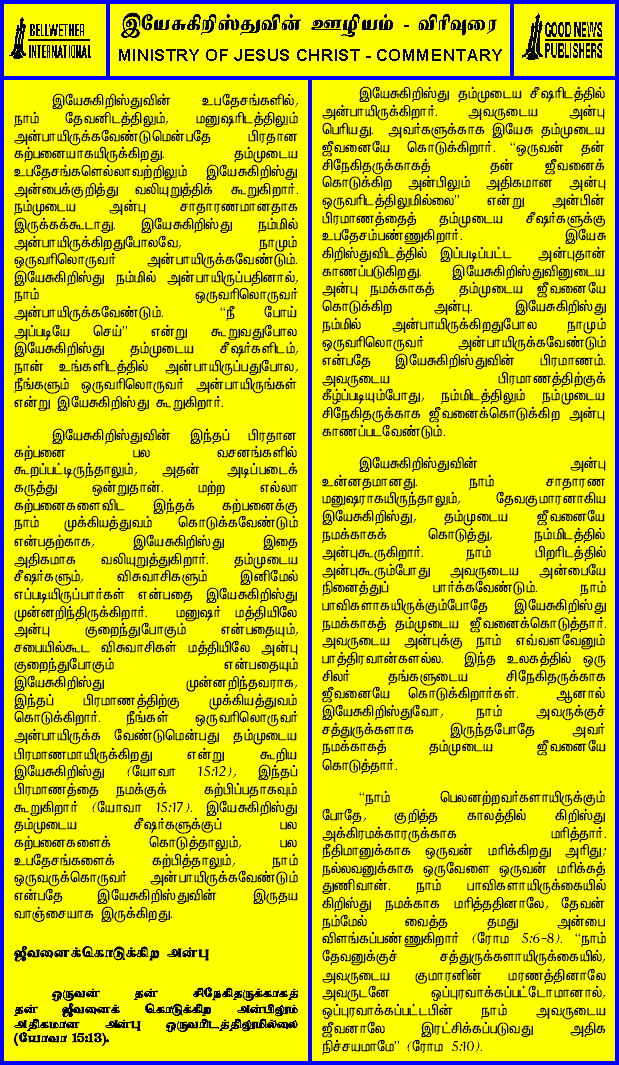 BELLWETHER
INTERNATIONAL
இயேசுகிறிஸ்துவின் ஊழியம் - விரிவுரை
MINISTRY OF JESUS CHRIST - COMMENTARY
GOOD NEWS
PUBLISHERS
இயேசுகிறிஸ்துவின் உபதேசங்களில்,
நாம் தேவனிடத்திலும், மனுஷரிடத்திலும்
அன்பாயிருக்கவேண்டுமென்பதே பிரதான
கற்பனையாகயிருக்கிறது. தம்முடைய
உபதேசங்களெல்லாவற்றிலும் இயேசுகிறிஸ்து
அன்பைக்குறித்து வலியுறுத்திக் கூறுகிறார்.
நம்முடைய அன்பு சாதாரணமானதாக
இருக்கக்கூடாது. இயேசுகிறிஸ்து நம்மில்
அன்பாயிருக்கிறதுபோலவே, நாமும்
ஒருவரிலொருவர் அன்பாயிருக்கவேண்டும்.
இயேசுகிறிஸ்து நம்மில் அன்பாயிருப்பதினால்,
நாம் ஒருவரிலொருவர்
அன்பாயிருக்கவேண்டும். “நீ போய்
அப்படியே செய்” என்று கூறுவதுபோல
இயேசுகிறிஸ்து தம்முடைய சீஷர்களிடம்,
நான் உங்களிடத்தில் அன்பாயிருப்பதுபோல,
நீங்களும் ஒருவரிலொருவர் அன்பாயிருங்கள்
என்று இயேசுகிறிஸ்து கூறுகிறார்.
இயேசுகிறிஸ்துவின் இந்தப் பிரதான
கற்பனை பல வசனங்களில்
கூறப்பட்டிருந்தாலும், அதன் அடிப்படைக்
கருத்து ஒன்றுதான். மற்ற எல்லா
கற்பனைகளைவிட இந்தக் கற்பனைக்கு
நாம் முக்கியத்துவம் கொடுக்கவேண்டும்
என்பதற்காக, இயேசுகிறிஸ்து இதை
அதிகமாக வலியுறுத்துகிறார். தம்முடைய
சீஷர்களும், விசுவாசிகளும் இனிமேல்
எப்படியிருப்பார்கள் என்பதை இயேசுகிறிஸ்து
முன்னறிந்திருக்கிறார். மனுஷர் மத்தியிலே
அன்பு குறைந்துபோகும் என்பதையும்,
சபையில்கூட விசுவாசிகள் மத்தியிலே அன்பு
குறைந்துபோகும் என்பதையும்
இயேசுகிறிஸ்து முன்னறிந்தவராக,
இந்தப் பிரமாணத்திற்கு முக்கியத்துவம்
கொடுக்கிறார். நீங்கள் ஒருவரிலொருவர்
அன்பாயிருக்க வேண்டுமென்பது தம்முடைய
பிரமாணமாயிருக்கிறது என்று கூறிய
இயேசுகிறிஸ்து (யோவா 15:12), இந்தப்
பிரமாணத்தை நமக்குக் கற்பிப்பதாகவும்
கூறுகிறார் (யோவா 15:17). இயேசுகிறிஸ்து
தம்முடைய சீஷர்களுக்குப் பல
கற்பனைகளைக் கொடுத்தாலும், பல
உபதேசங்களைக் கற்பித்தாலும், நாம்
ஒருவருக்கொருவர் அன்பாயிருக்கவேண்டும்
என்பதே இயேசுகிறிஸ்துவின் இருதய
வாஞ்சையாக இருக்கிறது.
ஜீவனைக்கொடுக்கிற அன்பு
ஒருவன் தன் சிநேகிதருக்காகத்
தன் ஜீவனைக் கொடுக்கிற அன்பிலும்
அதிகமான அன்பு ஒருவரிடத்திலுமில்லை
(யோவா 15:13).
இயேசுகிறிஸ்து தம்முடைய சீஷரிடத்தில்
அன்பாயிருக்கிறார். அவருடைய அன்பு
பெரியது. அவர்களுக்காக இயேசு தம்முடைய
ஜீவனையே கொடுக்கிறார். “ஒருவன் தன்
சிநேகிதருக்காகத் தன் ஜீவனைக்
கொடுக்கிற அன்பிலும் அதிகமான அன்பு
ஒருவரிடத்திலுமில்லை” என்று அன்பின்
பிரமாணத்தைத் தம்முடைய சீஷர்களுக்கு
உபதேசம்பண்ணுகிறார். இயேசு
கிறிஸ்துவிடத்தில் இப்படிப்பட்ட அன்புதான்
காணப்படுகிறது. இயேசுகிறிஸ்துவினுடைய
அன்பு நமக்காகத் தம்முடைய ஜீவனையே
கொடுக்கிற அன்பு. இயேசுகிறிஸ்து
நம்மில் அன்பாயிருக்கிறதுபோல நாமும்
ஒருவரிலொருவர் அன்பாயிருக்கவேண்டும்
என்பதே இயேசுகிறிஸ்துவின் பிரமாணம்.
அவருடைய பிரமாணத்திற்குக்
கீழ்ப்படியும்போது, நம்மிடத்திலும் நம்முடைய
சிநேகிதருக்காக ஜீவனைக்கொடுக்கிற அன்பு
காணப்படவேண்டும்.
இயேசுகிறிஸ்துவின் அன்பு
உன்னதமானது. நாம் சாதாரண
மனுஷராகயிருந்தாலும், தேவகுமாரனாகிய
இயேசுகிறிஸ்து, தம்முடைய ஜீவனையே
நமக்காகக் கொடுத்து, நம்மிடத்தில்
அன்புகூருகிறார். நாம் பிறரிடத்தில்
அன்புகூரும்போது அவருடைய அன்பையே
நினைத்துப் பார்க்கவேண்டும். நாம்
பாவிகளாகயிருக்கும்போதே இயேசுகிறிஸ்து
நமக்காகத் தம்முடைய ஜீவனைக்கொடுத்தார்.
அவருடைய அன்புக்கு நாம் எவ்வளவேனும்
பாத்திரவான்களல்ல. இந்த உலகத்தில் ஒரு
சிலர் தங்களுடைய சிநேகிதருக்காக
ஜீவனையே கொடுக்கிறார்கள். ஆனால்
இயேசுகிறிஸ்துவோ, நாம் அவருக்குச்
சத்துருக்களாக இருந்தபோதே அவர்
நமக்காகத் தம்முடைய ஜீவனையே
கொடுத்தார்.
“நாம் பெலனற்றவர்களாயிருக்கும்
போதே, குறித்த காலத்தில் கிறிஸ்து
அக்கிரமக்காரருக்காக மரித்தார்.
நீதிமானுக்காக ஒருவன் மரிக்கிறது அரிது;
நல்லவனுக்காக ஒருவேளை ஒருவன் மரிக்கத்
துணிவான். நாம் பாவிகளாயிருக்கையில்
கிறிஸ்து நமக்காக மரித்ததினாலே, தேவன்
நம்மேல் வைத்த தமது அன்பை
விளங்கப்பண்ணுகிறார் (ரோம 5:6-8). “நாம்
தேவனுக்குச் சத்துருக்களாயிருக்கையில்,
அவருடைய குமாரனின் மரணத்தினாலே
அவருடனே ஒப்புரவாக்கப்பட்டோமானால்,
ஒப்புரவாக்கப்பட்டபின் நாம் அவருடைய
ஜீவனாலே இரட்சிக்கப்படுவது அதிக
நிச்சயமாமே” (ரோம 5:10).